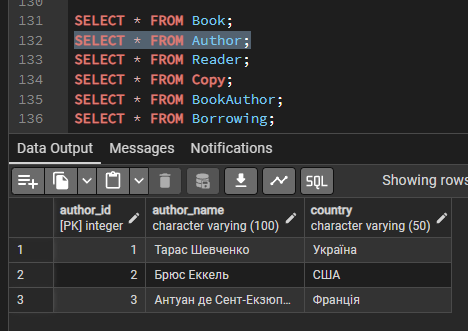 130
131 SELECT * FROM Book;
132 SELECT * FROM Author;
133 SELECT * FROM Reader;
134 SELECT * FROM Copy;
135 SELECT * FROM BookAuthor;
136 SELECT * FROM Borrowing;
Data Output Messages Notifications
SQL Showing rows
author_id author_name country
[PK] integer character varying (100) character varying (50)
1 1 Тарас Шевченко Україна
2 2 Брюс Еккель США
3 3 Антуан де Сент-Екзюп... Франція